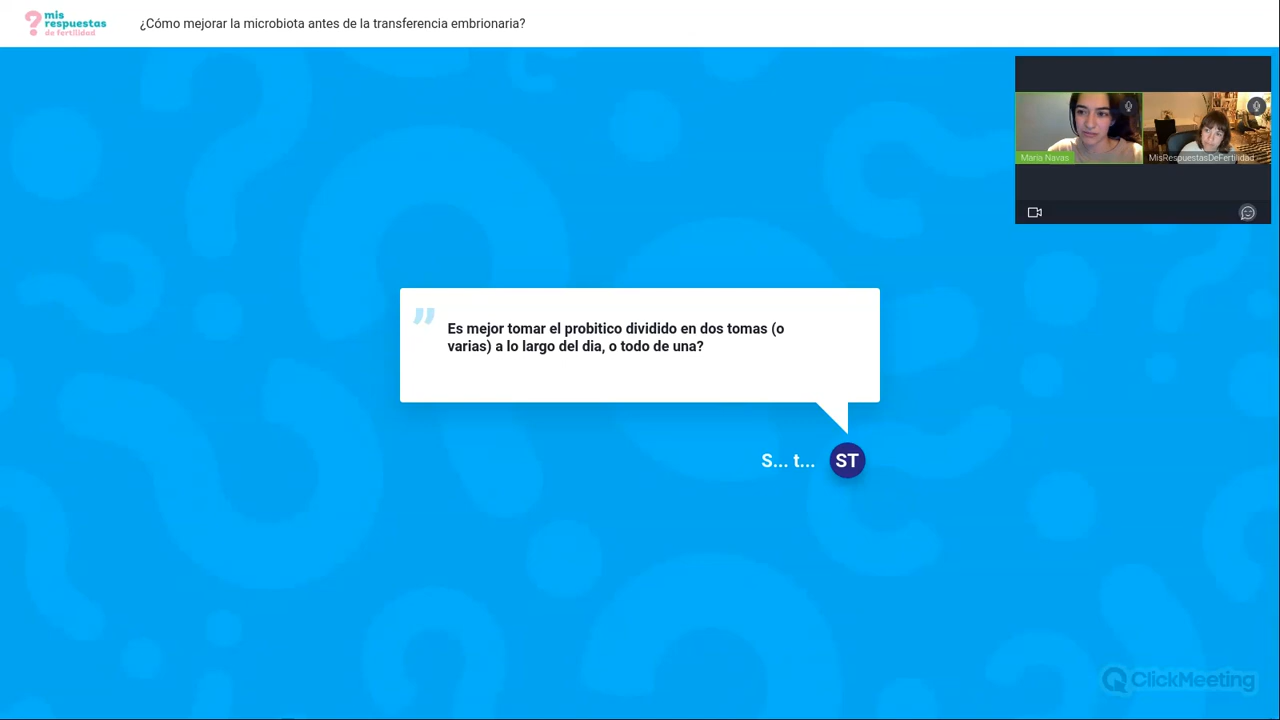 mis
respuestas
de fertilidad
¿Cómo mejorar la microbiota antes de la transferencia embrionaria?
María Navas
MisRespuestasDeFertilidad
Es mejor tomar el probitico dividido en dos tomas (o
varias) a lo largo del dia, o todo de una?
S... t...
ST
ClickMeeting